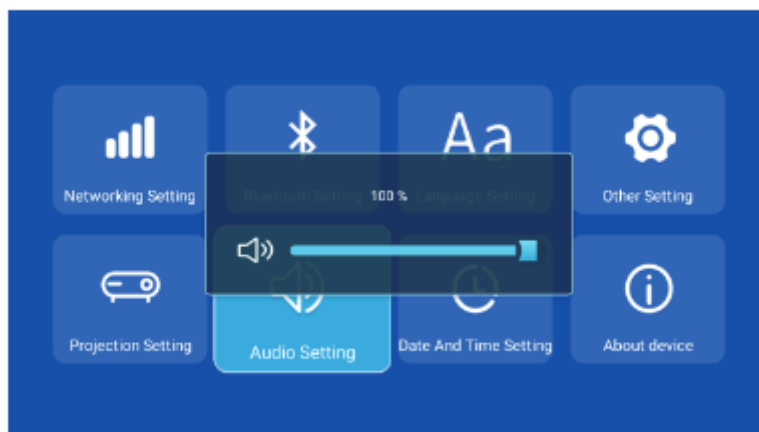 Aa
Networking Setting
Bluetooth Setting
100 %
Language Setting
Other Setting
Projection Setting
Audio Setting
Date And Time Setting
About device